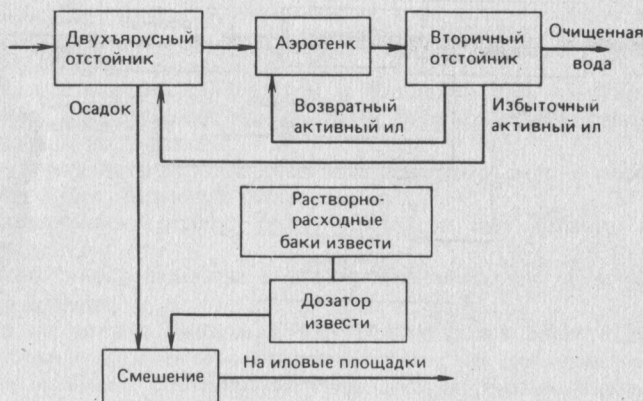 Двухъярусный
отстойник
Аэротенк
Вторичный
отстойник
Очищенная
вода
Осадок
Возвратный
активный ил
Избыточный
активный ил
Растворно-
расходные
баки извести
Дозатор
извести
Смешение
На иловые площадки